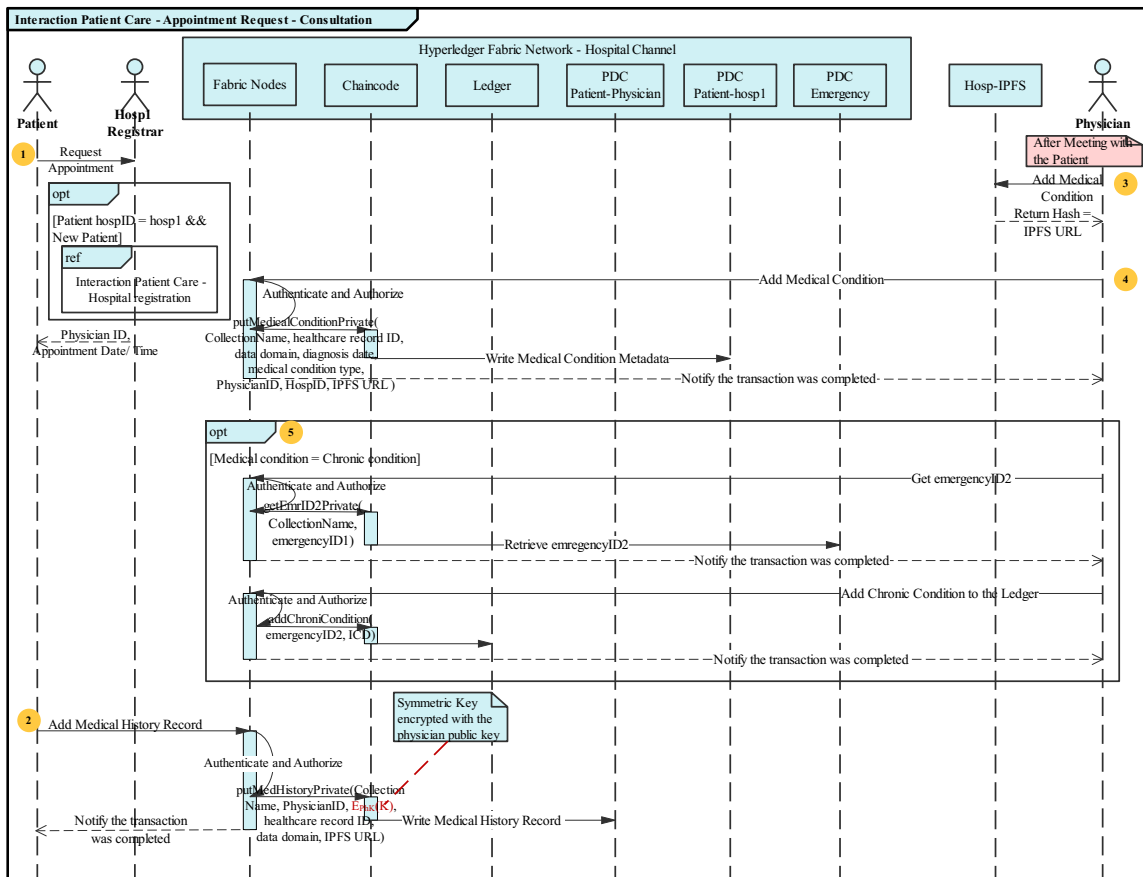 Interaction Patient Care - Appointment Request - Consultation
Hyperledger Fabric Network - Hospital Channel
Fabric Nodes
Chaincode
Ledger
PDC
Patient-Physician
PDC
Patient-hosp1
PDC
Emergency
Hosp-IPFS
Patient
Hosp1
Registrar
Physician
After Meeting with
the Patient
1
Request
Appointment
3
Add Medical
Condition
Return Hash =
IPFS URL
opt
[Patient hospID = hosp1 &&
New Patient]
ref
Interaction Patient Care -
Hospital registration
Physician ID,
Appointment Date/ Time
4
Add Medical Condition
Authenticate and Authorize
putMedicalConditionPrivate(
CollectionName, healthcare record ID,
data domain, diagnosis date,
medical condition type,
PhysicianID, HospID, IPFS URL )
Write Medical Condition Metadata
Notify the transaction was completed
opt
5
[Medical condition = Chronic condition]
Get emergencyID2
Authenticate and Authorize
getEmrID2Private(
CollectionName,
emergencyID1)
Retrieve emregencyID2
Notify the transaction was completed
Add Chronic Condition to the Ledger
Authenticate and Authorize
addChroniCondition(
emergencyID2, ICD)
Notify the transaction was completed
2
Add Medical History Record
Symmetric Key
encrypted with the
physician public key
Authenticate and Authorize
putMedHistoryPrivate(Collection
Name, PhysicianID, EPhK(K),
healthcare record ID,
data domain, IPFS URL)
Write Medical History Record
Notify the transaction
was completed